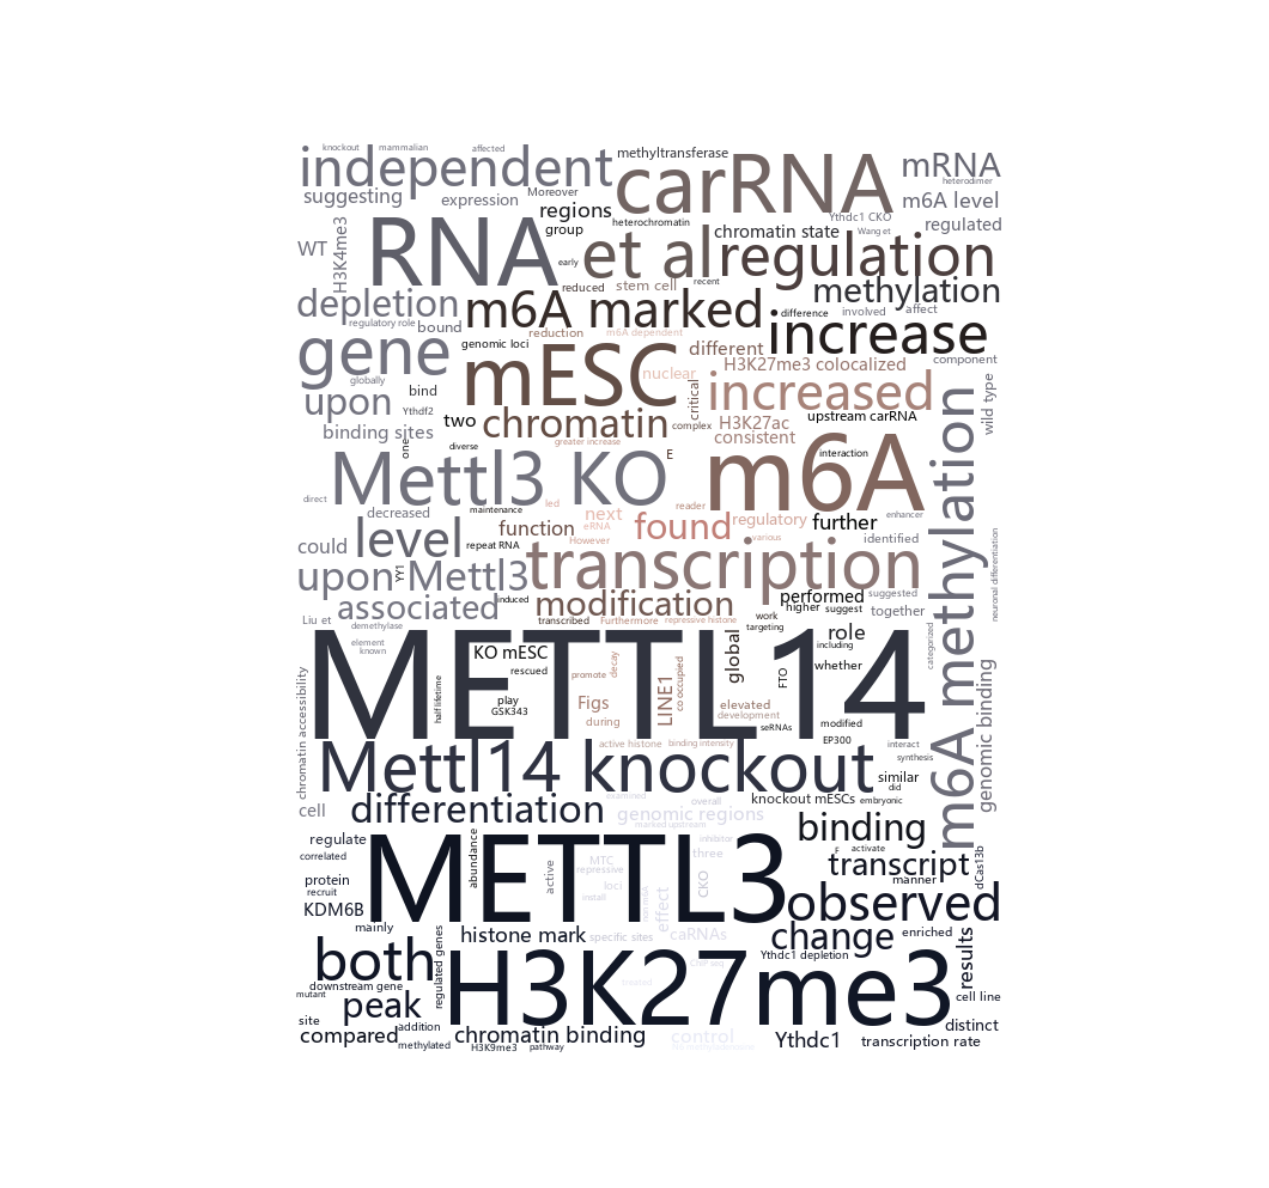 knockout mammalian affected
independent
methyltransferase
carRNA
mRNA
heterodimer
suggesting
expression
Moreover
m6A level
regions
heterochromatin
Ythdc1 CKO
regulated
WT
H3K4me3
RNA
group
et al
chromatin state
Wang et
regulation
early
reduced
stem cell
recent
methylation
depletion
m6A marked
difference
involved
affect
regulatory role
bound
reduction
m6A dependent
increase
gene
genomic loci
mESC
different
H3K27me3 colocalized
component
globally
bind
nuclear
critical
increased
wild type
upon
Ythdf2
two
chromatin
complex
H3K27ac
upstream carRNA
binding sites
one
diverse
greater increase
consistent
m6A
interaction
m6A methylation
Mettl3 KO
E
direct
decreased
maintenance
led
next
reader
regulatory
further
enhancer
could
level
repeat RNA
function
eRNA
However
found
various
identified
neuronal differentiation
upon Mettl3
YY1
transcription
associated
induced
modification
performed
suggested
higher
suggest
together
Liu et
demethylase
transcribed
Furthermore
repressive histone
work
targeting
role
including
categorized
METTL14
element
known
KO mESC
rescued
promote
decay
LINE1
co occupied
global
FTO
whether
chromatin accessibility
half lifetime
play
GSK343
Figs
during
elevated
development
seRNAs
modified
genomic binding
EP300
interact
synthesis
active histone
binding intensity
Mettl14 knockout
similar
did
cell
differentiation
examined
overall
knockout mESCs
embryonic
genomic regions
marked upstream
binding
regulate
correlated
METTL3
abundance
active
MTC
repressive
inhibitor
three
loci
install
CKO
effect
activate
transcript
manner
dCas13b
protein
recruit
KDM6B
observed
mainly
histone mark
specific sites
caRNAs
change
enriched
results
both
regulated genes
H3K27me3
Ythdc1 depletion
downstream gene
mutant
peak
treated
cell line
site
compared
addition
methylated
chromatin binding
H3K9me3
pathway
control
Ythdc1
distinct
transcription rate